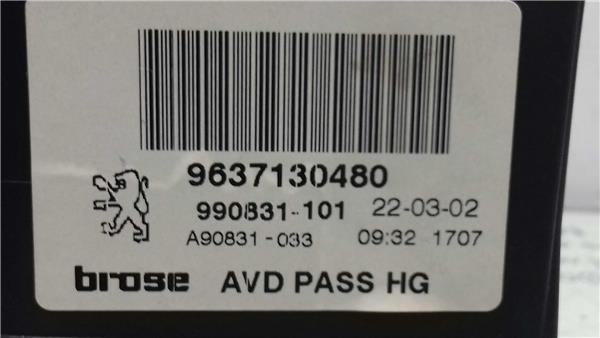 9637130480
990831-101 22-03-02
A90831-033 09:32 1707
brose AVD PASS HG